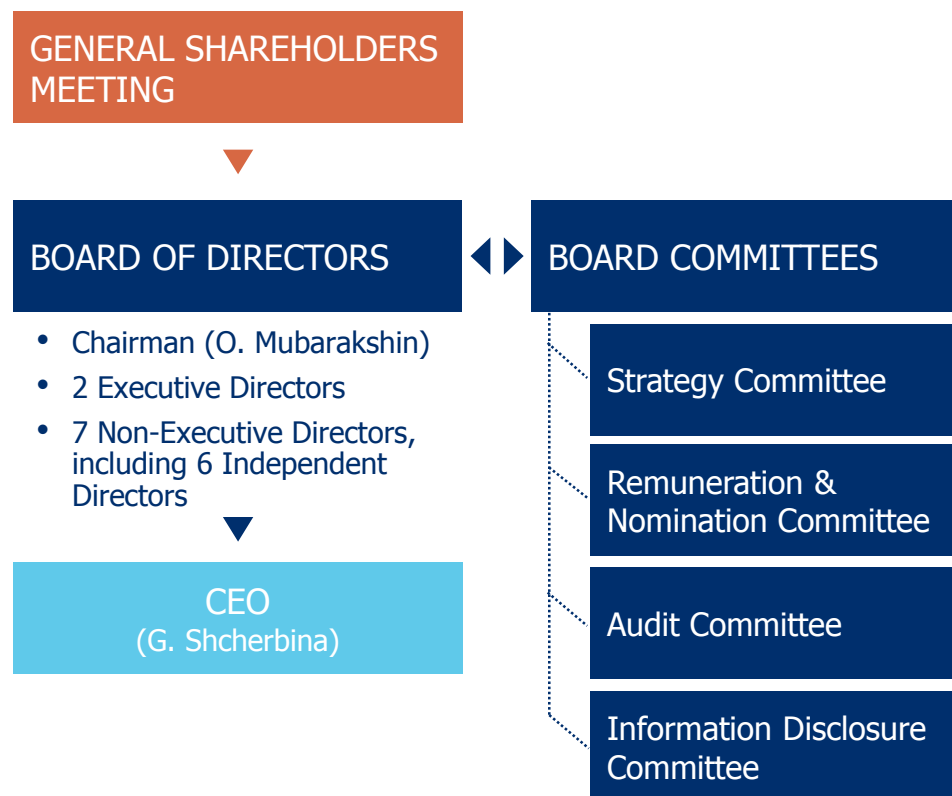 GENERAL SHAREHOLDERS
MEETING
BOARD OF DIRECTORS
• Chairman (O. Mubarakshin)
• 2 Executive Directors
• 7 Non-Executive Directors,
including 6 Independent
Directors
CEO
(G. Shcherbina)
BOARD COMMITTEES
Strategy Committee
Remuneration &
Nomination Committee
Audit Committee
Information Disclosure
Committee